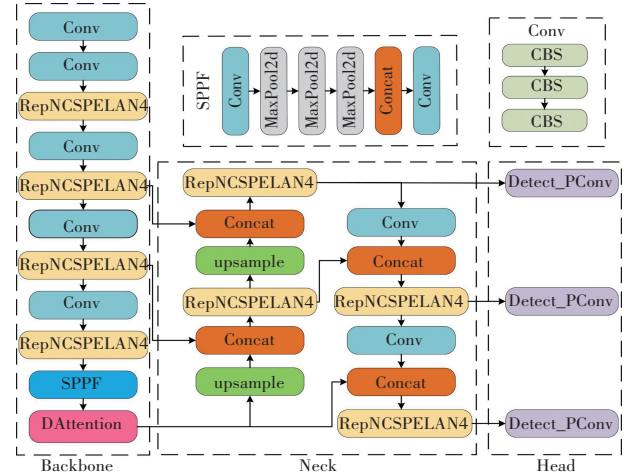 Conv
Conv
RepNCSPELAN4
Conv
RepNCSPELAN4
Conv
RepNCSPELAN4
Conv
RepNCSPELAN4
SPPF
DAttention
Backbone
SPPF
Conv
MaxPool2d
MaxPool2d
MaxPool2d
Concat
Conv
Conv
CBS
CBS
CBS
RepNCSPELAN4
Concat
upsample
RepNCSPELAN4
Concat
upsample
Conv
Concat
RepNCSPELAN4
Conv
Concat
RepNCSPELAN4
Neck
Detect_PConv
Detect_PConv
Detect_PConv
Head